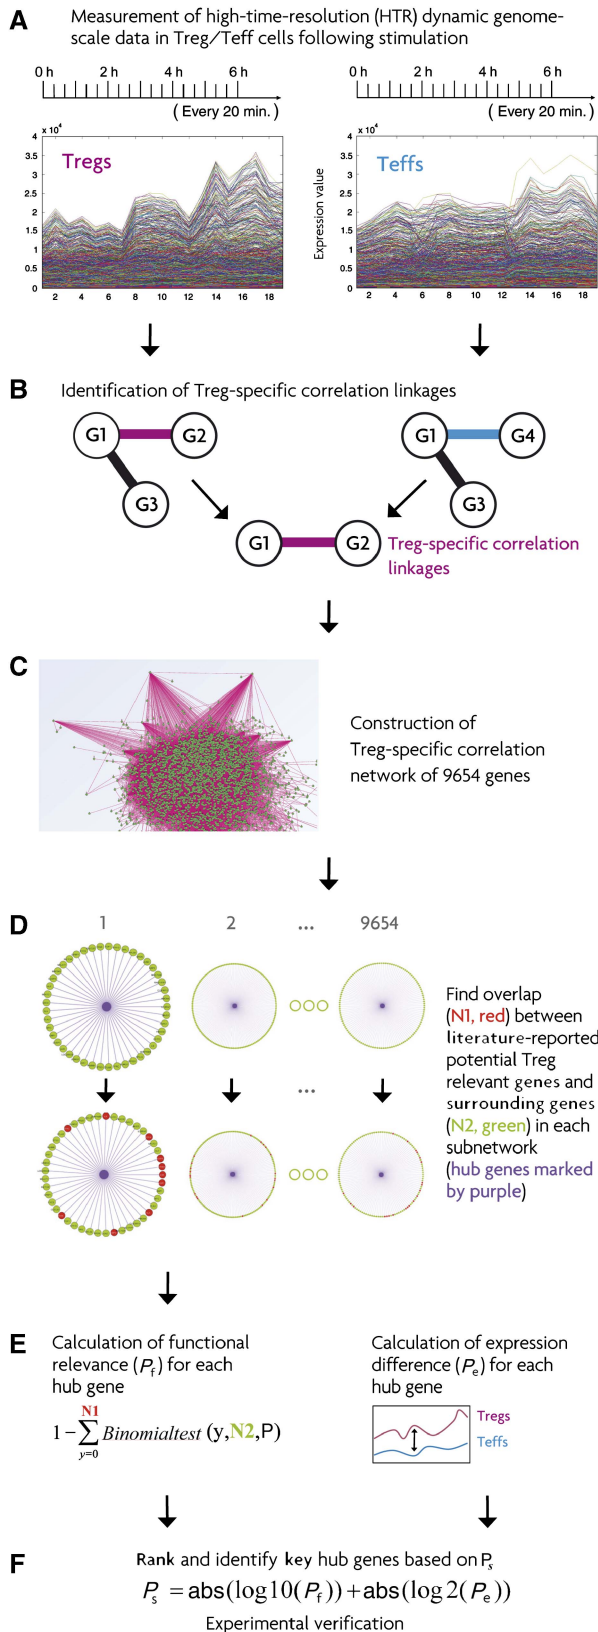 A
Measurement of high-time-resolution (HTR) dynamic genome-
scale data in Treg/Teff cells following stimulation
0 h 2 h 4 h 6 h
( Every 20 min. )
0 h 2 h 4 h 6 h
( Every 20 min. )
x 10⁴
4
3.5
3
2.5
2
1.5
1
0.5
0
Tregs
2 4 6 8 10 12 14 16 18
x 10⁴
4
3.5
3
2.5
2
1.5
1
0.5
0
Expression value
Teffs
2 4 6 8 10 12 14 16 18
B
Identification of Treg-specific correlation linkages
G1 G2
G3
G1 G4
G3
G1 G2
Treg-specific correlation
linkages
C
Construction of
Treg-specific correlation
network of 9654 genes
D
1 2 ... 9654
...
Find overlap
(N1, red) between
literature-reported
potential Treg
relevant genes and
surrounding genes
(N2, green) in each
subnetwork
(hub genes marked
by purple)
E
Calculation of functional
relevance (Pf) for each
hub gene
1 − N1 ∑ y=0 Binomialtest (y,N2,P)
Calculation of expression
difference (Pe) for each
hub gene
Tregs
Teffs
F
Rank and identify key hub genes based on Ps
Ps = abs(log10(Pf))+abs(log2(Pe))
Experimental verification